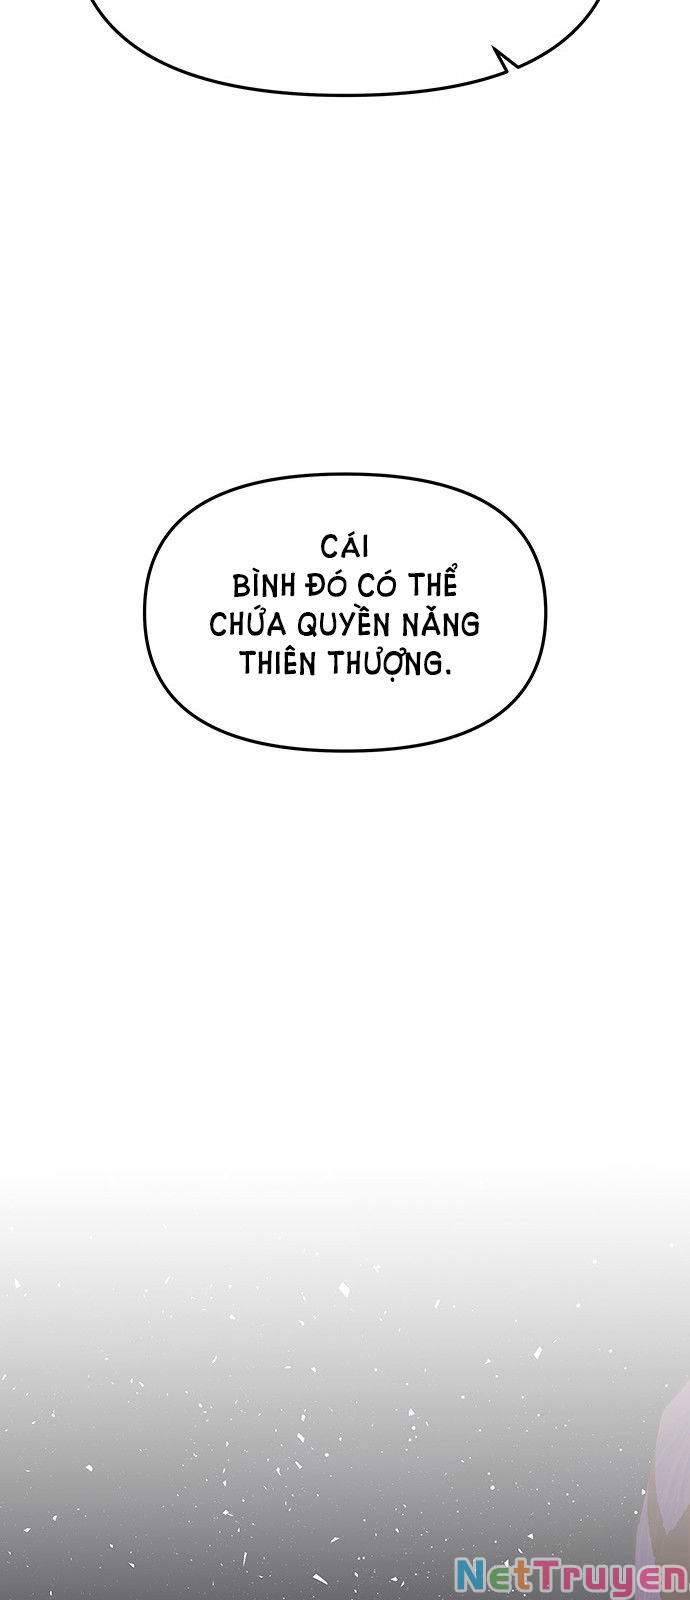 CÁI
BÌNH ĐÓ CÓ THỂ
CHỨA QUYỀN NĂNG
THIÊN THƯỢNG.
NetTruyen